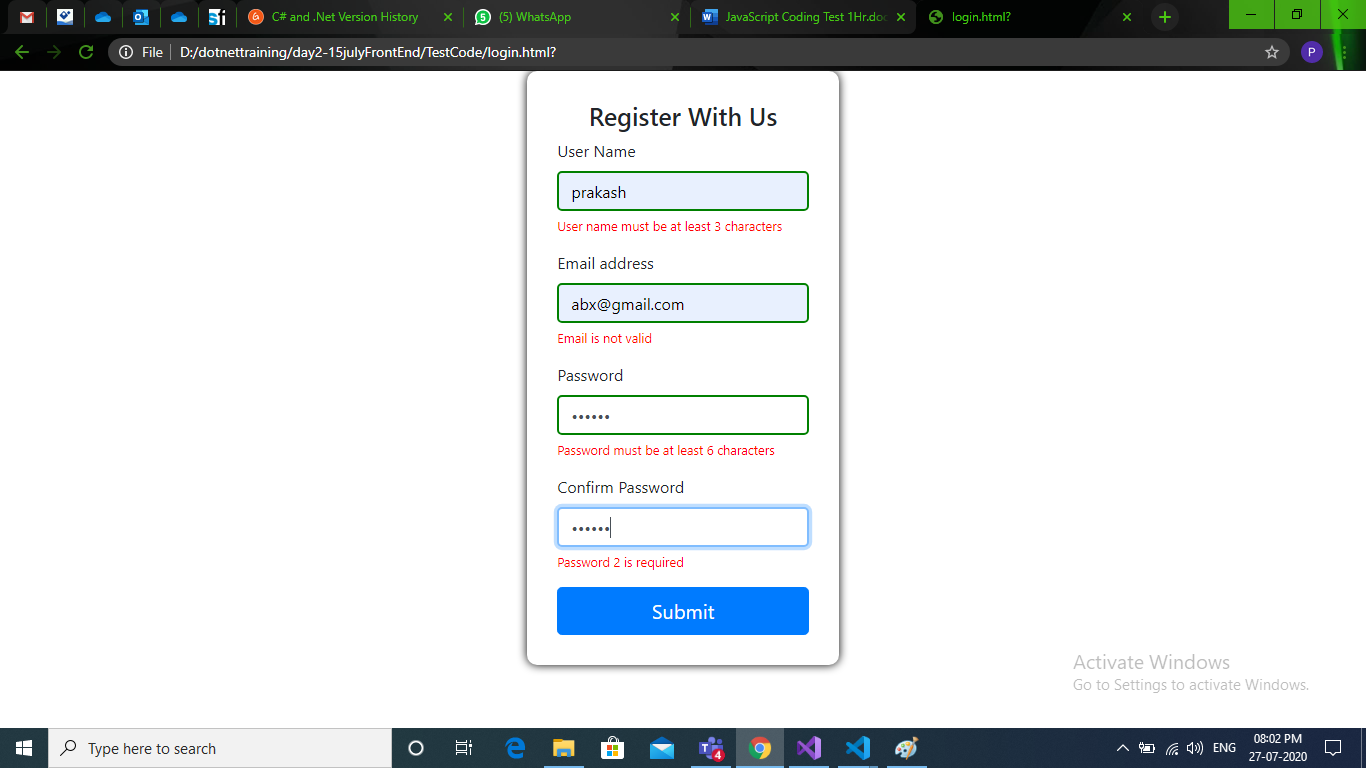 C# and .Net Version History
(5) WhatsApp
JavaScript Coding Test 1Hr.doc
login.html?
File
D:/dotnettraining/day2-15julyFrontEnd/TestCode/login.html?
P
Register With Us
User Name
prakash
User name must be at least 3 characters
Email address
abx@gmail.com
Email is not valid
Password
••••••
Password must be at least 6 characters
Confirm Password
••••••
Password 2 is required
Submit
Activate Windows
Go to Settings to activate Windows.
Type here to search
4
ENG
08:02 PM
27-07-2020